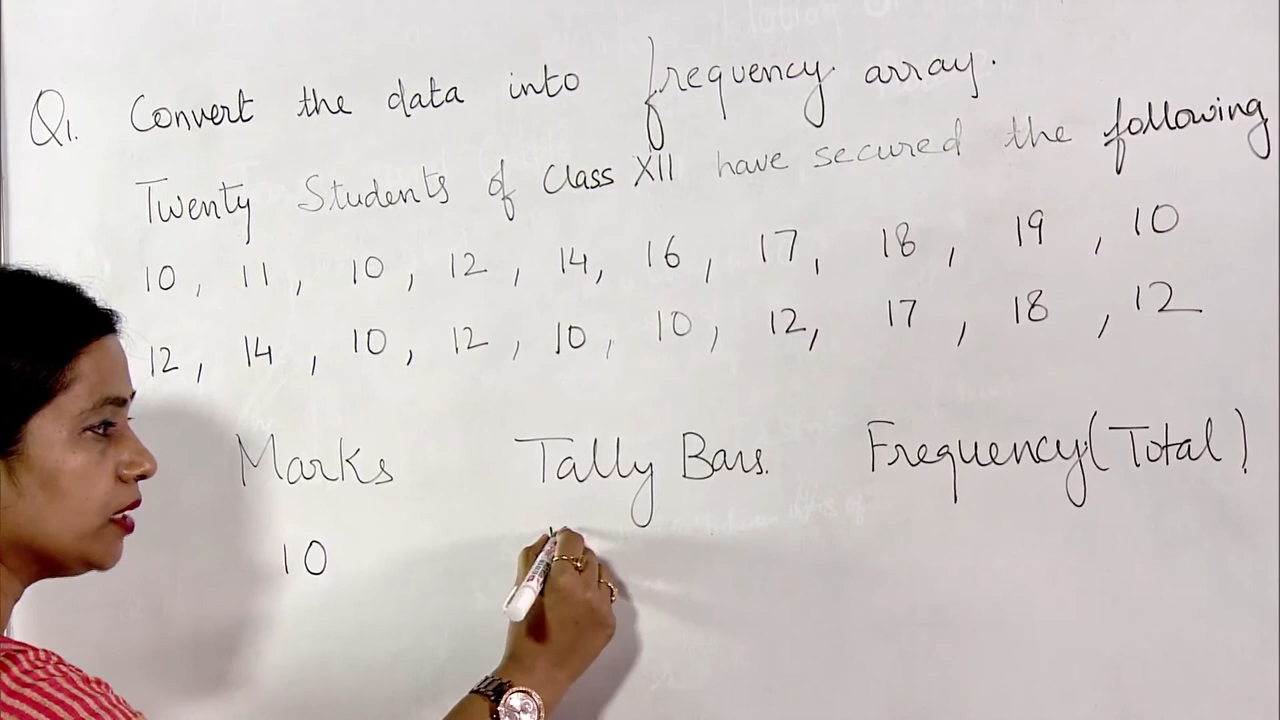 Q1. Convert the data into frequency array.
Twenty Students of Class XII have secured the following
10, 11, 10, 12, 14, 16, 17, 18, 19, 10
12, 14, 10, 12, 10, 10, 12, 17, 18, 12
Marks Tally Bars. Frequency (Total)
10